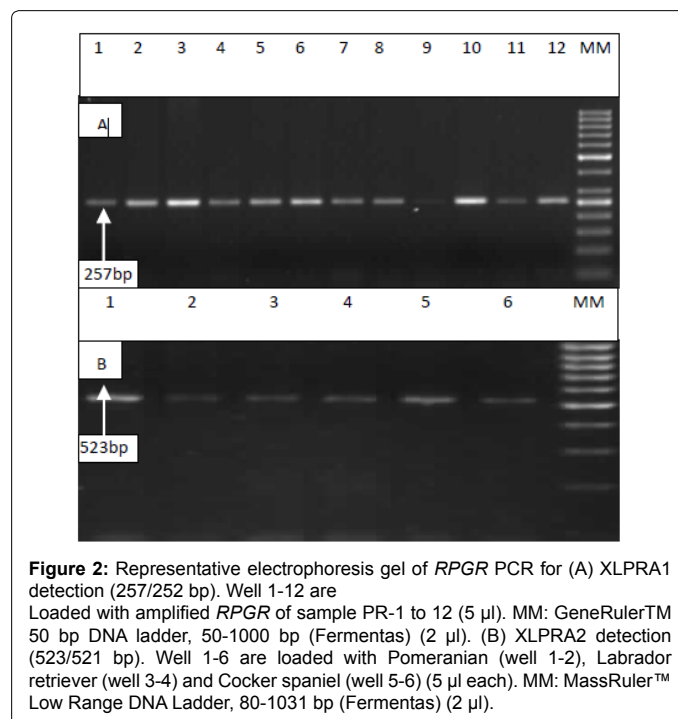 1 2 3 4 5 6 7 8 9 10 11 12 MM
A
257bp
1 2 3 4 5 6 MM
B
523bp
Figure 2: Representative electrophoresis gel of RPGR PCR for (A) XLPRA1
detection (257/252 bp). Well 1-12 are
Loaded with amplified RPGR of sample PR-1 to 12 (5 µl). MM: GeneRulerTM
50 bp DNA ladder, 50-1000 bp (Fermentas) (2 µl). (B) XLPRA2 detection
(523/521 bp). Well 1-6 are loaded with Pomeranian (well 1-2), Labrador
retriever (well 3-4) and Cocker spaniel (well 5-6) (5 µl each). MM: MassRuler™
Low Range DNA Ladder, 80-1031 bp (Fermentas) (2 µl).